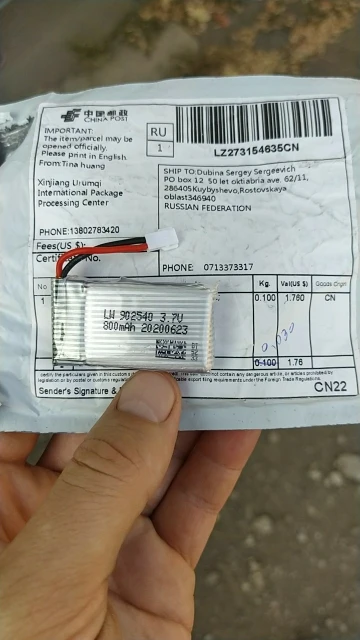 中国邮政
CHINA POST
IMPORTANT:
The item/parcel may be
opened officially.
Please print in English.
From:Tina huang
RU
1
LZ273154635CN
Xinjiang Urumqi
International Package
Processing Center
SHIP TO:Dubina Sergey Sergeevich
PO box 12, 50 let oktiabria ave. 62/11,
286405Kuybyshevo,Rostovskaya
oblast346940
RUSSIAN FEDERATION
PHONE:13802783420
Fees(US $):
PHONE: 0713373317
No
Kg.
Val(US $)
Goods Origin
1
0.100
1.760
CN
LW 902540 3.7V
800mAh 20200623
0.100
1.76
Sender's Signature &
CN22